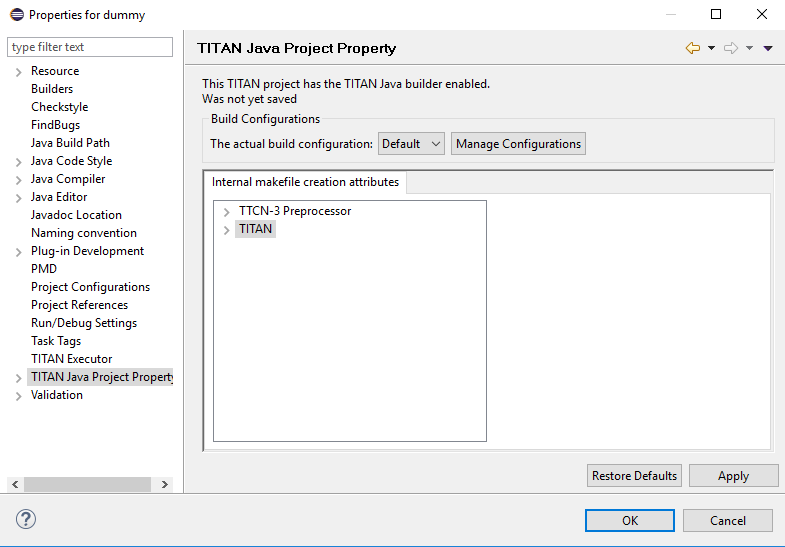 Properties for dummy
type filter text
Resource
Builders
Checkstyle
FindBugs
Java Build Path
Java Code Style
Java Compiler
Java Editor
Javadoc Location
Naming convention
Plug-in Development
PMD
Project Configurations
Project References
Run/Debug Settings
Task Tags
TITAN Executor
TITAN Java Project Property
Validation
TITAN Java Project Property
This TITAN project has the TITAN Java builder enabled.
Was not yet saved
Build Configurations
The actual build configuration: Default Manage Configurations
Internal makefile creation attributes
TTCN-3 Preprocessor
TITAN
Restore Defaults Apply
OK Cancel